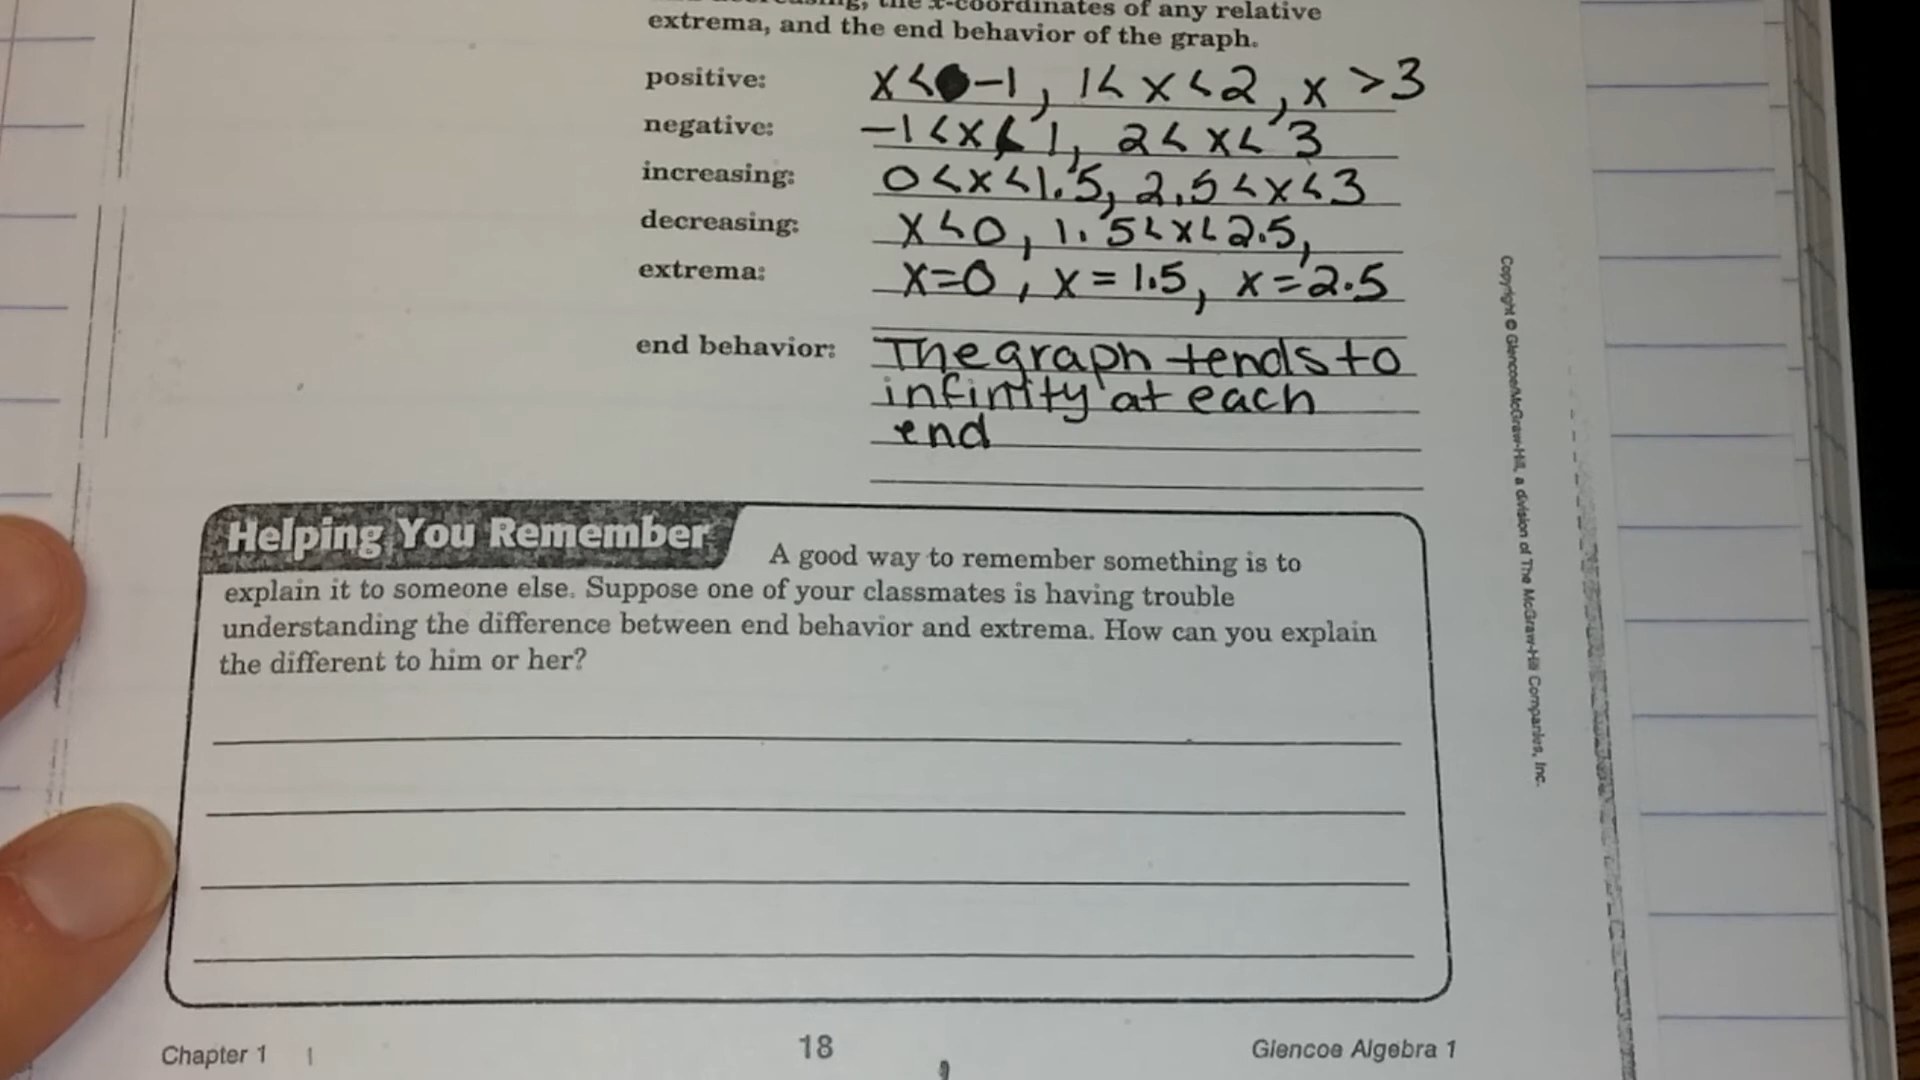 x-coordinates of any relative
extrema, and the end behavior of the graph.
positive: x<-1, 1< x <2, x >3
negative: -1<x<1, 2< x< 3
increasing: 0<x<1.5, 2.5<x<3
decreasing: x<0, 1.5<x<2.5,
extrema: x=0, x=1.5, x=2.5
end behavior: The graph tends to
infinity at each
end
Helping You Remember A good way to remember something is to
explain it to someone else. Suppose one of your classmates is having trouble
understanding the difference between end behavior and extrema. How can you explain
the different to him or her?
Copyright © Glencoe/McGraw-Hill, a division of The McGraw-Hill Companies, Inc.
Chapter 1 18 Glencoe Algebra 1